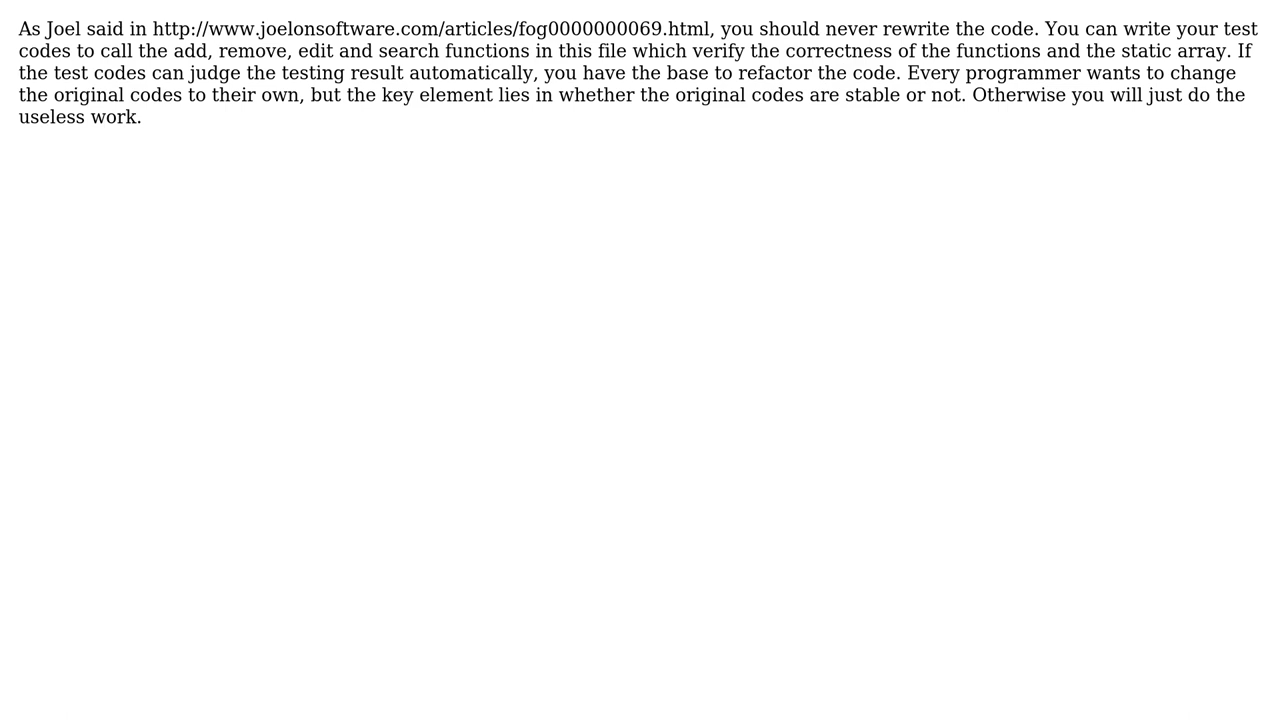 As Joel said in http://www.joelonsoftware.com/articles/fog0000000069.html, you should never rewrite the code. You can write your test
codes to call the add, remove, edit and search functions in this file which verify the correctness of the functions and the static array. If
the test codes can judge the testing result automatically, you have the base to refactor the code. Every programmer wants to change
the original codes to their own, but the key element lies in whether the original codes are stable or not. Otherwise you will just do the
useless work.